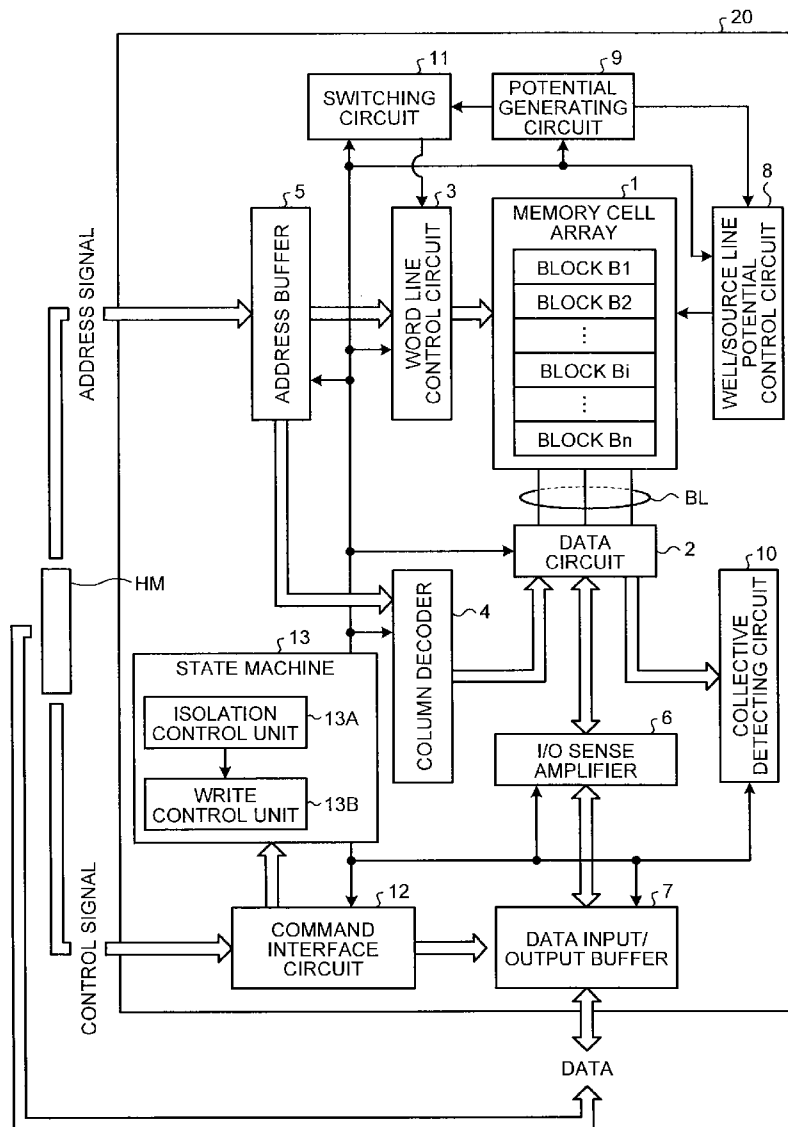 20
11
SWITCHING
CIRCUIT
9
POTENTIAL
GENERATING
CIRCUIT
5
ADDRESS BUFFER
3
WORD LINE
CONTROL CIRCUIT
1
MEMORY CELL
ARRAY
BLOCK B1
BLOCK B2
⋮
BLOCK Bi
⋮
BLOCK Bn
8
WELL/SOURCE LINE
POTENTIAL
CONTROL CIRCUIT
ADDRESS SIGNAL
BL
DATA
CIRCUIT
2
HM
4
COLUMN DECODER
10
COLLECTIVE
DETECTING CIRCUIT
13
STATE MACHINE
ISOLATION
CONTROL UNIT
13A
WRITE
CONTROL UNIT
13B
6
I/O SENSE
AMPLIFIER
CONTROL SIGNAL
12
COMMAND
INTERFACE
CIRCUIT
7
DATA INPUT/
OUTPUT BUFFER
DATA